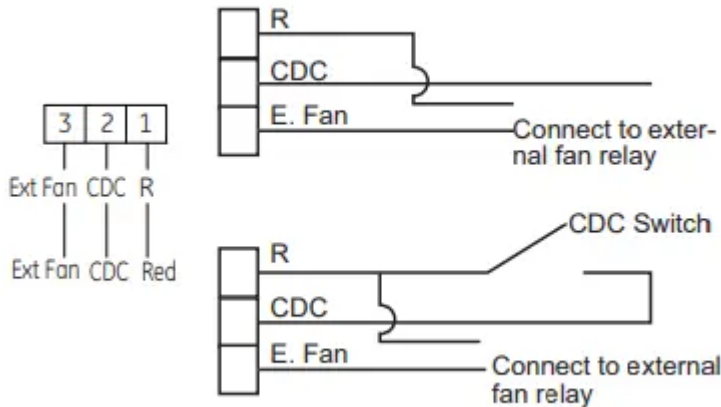 R
CDC
E. Fan
Connect to exter-
nal fan relay
3 2 1
Ext Fan CDC R
Ext Fan CDC Red
CDC Switch
R
CDC
E. Fan
Connect to external
fan relay